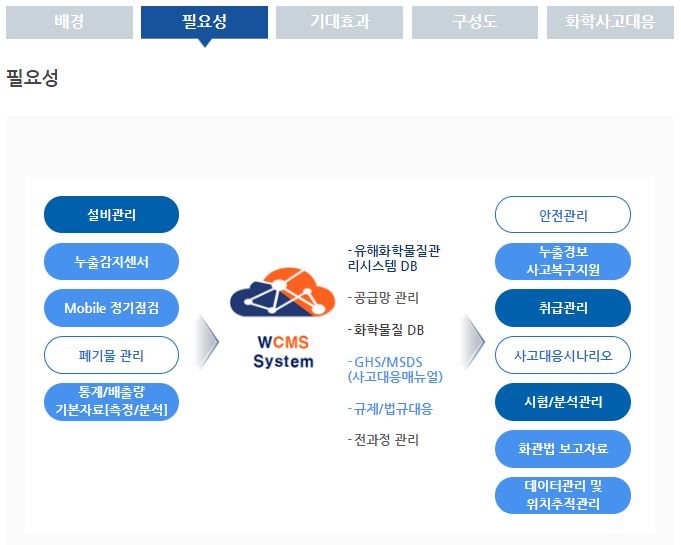 배경
필요성
기대효과
구성도
화학사고대응
필요성
설비관리
누출감지센서
Mobile 정기점검
폐기물 관리
통계/배출량
기본자료[측정/분석]
WCMS
System
- 유해화학물질관
리시스템 DB
- 공급망 관리
- 화학물질 DB
- GHS/MSDS
(사고대응매뉴얼)
- 규제/법규대응
- 전과정 관리
안전관리
누출경보
사고복구지원
취급관리
사고대응시나리오
시험/분석관리
화관법 보고자료
데이터관리 및
위치추적관리